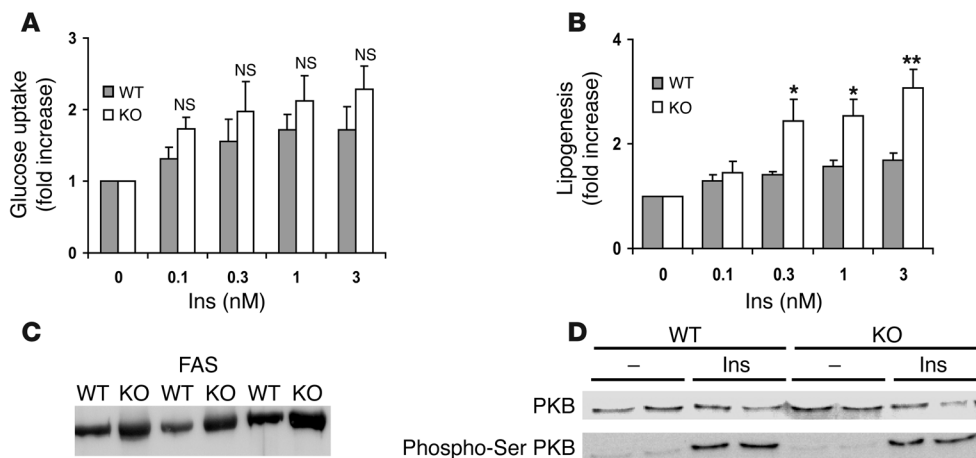 A
Glucose uptake
(fold increase)
3
2
1
0
WT
KO
NS
NS
NS
NS
0 0.1 0.3 1 3
Ins (nM)
B
Lipogenesis
(fold increase)
4
2
0
WT
KO
*
*
**
0 0.1 0.3 1 3
Ins (nM)
C
FAS
WT KO WT KO WT KO
D
WT KO
– Ins – Ins
PKB
Phospho-Ser PKB